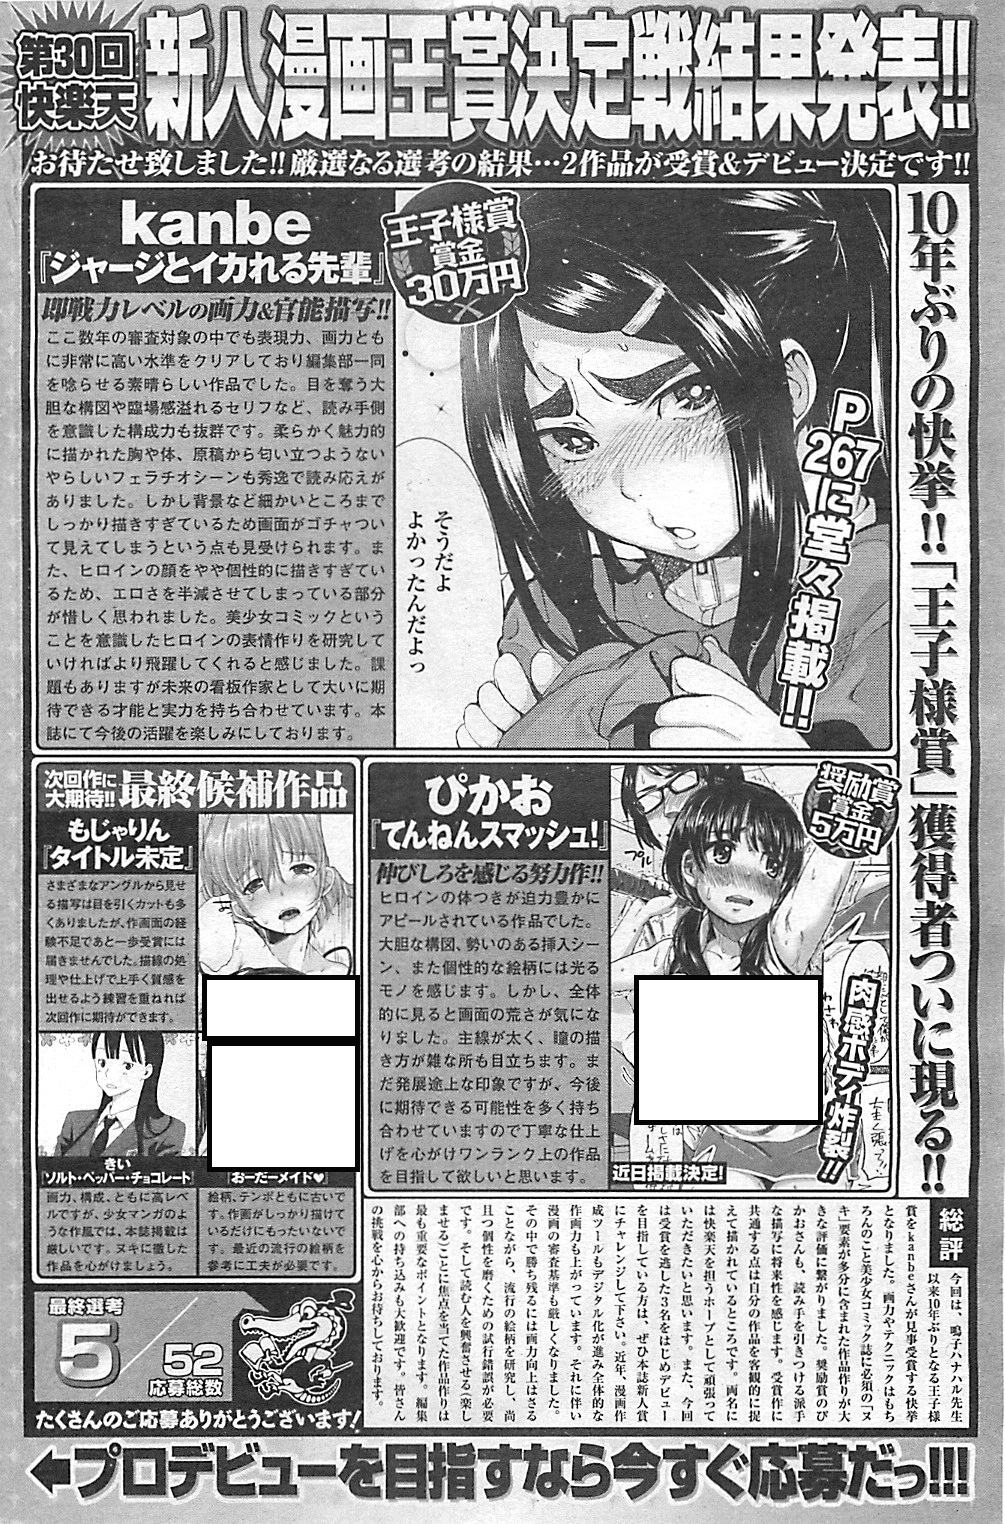 第30回
快楽天
新人漫画王賞決定戦結果発表!!
お待たせ致しました!! 厳選なる選考の結果…2作品が受賞&デビュー決定です!!
10年ぶりの快挙!!「王子様賞」獲得者ついに現る!!
kanbe
『ジャージとイカれる先輩』
王子様賞
賞金
30万円
即戦力レベルの画力&官能描写!!
ここ数年の審査対象の中でも表現力、画力とも
に非常に高い水準をクリアしており編集部一同
を唸らせる素晴らしい作品でした。目を奪う大
胆な構図や臨場感溢れるセリフなど、読み手側
を意識した構成力も抜群です。柔らかく魅力的
に描かれた胸や体、原稿から匂い立つようない
やらしいフェラチオシーンも秀逸で読み応えが
ありました。しかし背景など細かいところまで
しっかり描きすぎているため画面がゴチャつい
て見えてしまうという点も見受けられます。ま
た、ヒロインの顔をやや個性的に描きすぎてい
るため、エロさを半減させてしまっている部分
が惜しく思われました。美少女コミックという
ことを意識したヒロインの表情作りを研究して
いければより飛躍してくれると感じました。課
題もありますが未来の看板作家として大いに期
待できる才能と実力を持ち合わせています。本
誌にて今後の活躍を楽しみにしております。
P267に堂々掲載!!
そうだよ
よかったんだよっ
次回作に
大期待!!
最終候補作品
もじゃりん
『タイトル未定』
さまざまなアングルから見せ
る描写は目を引くカットも多
くありましたが、作画面の経
験不足であと一歩受賞には
届きませんでした。描線の処
理や仕上げで上手く質感を
出せるよう練習を重ねれば
次回作に期待ができます。
きい
『ソルト・ペッパー・チョコレート』
画力、構成、ともに高レベ
ルですが、少女マンガのよ
うな作風では、本誌掲載は
厳しいです。ヌキに徹した
作品を心がけましょう。
『おーだーメイド♥』
絵柄、テンポともに古いで
す。作画がしっかり描けて
いるだけにもったいないで
す。最近の流行の絵柄を
参考に工夫が必要です。
ぴかお
『てんねんスマッシュ!』
奨励賞
賞金
5万円
伸びしろを感じる努力作!!
ヒロインの体つきが迫力豊かに
アピールされている作品でした。
大胆な構図、勢いのある挿入シー
ン、また個性的な絵柄には光る
モノを感じます。しかし、全体
的に見ると画面の荒さが気にな
りました。主線が太く、瞳の描
き方が雑な所も目立ちます。ま
だ発展途上な印象ですが、今後
に期待できる可能性を多く持ち
合わせていますので丁寧な仕上
げを心がけワンランク上の作品
を目指して欲しいと思います。
プル
プル
肉感ボディ炸裂!!
近日掲載決定!
総評
今回は、鳴子ハナハル先生
以来10年ぶりとなる王子様
賞をkanbeさんが見事受賞する快挙
となりました。画力やテクニックはもち
ろんのこと美少女コミック誌に必須の「ヌ
キ」要素が多分に含まれた作品作りが大
きな評価に繋がりました。奨励賞のぴ
かおさんも、読み手を引きつける派手
な描写に将来性を感じます。受賞作に
共通する点は自分の作品を客観的に捉
えて描かれているところです。両名に
は快楽天を担うホープとして頑張って
いただきたいと思います。また、今回
は受賞を逃した3名をはじめデビュー
を目指している方は、ぜひ本誌新人賞
にチャレンジして下さい。近年、漫画作
成ツールもデジタル化が進み全体的な
作画力も上がっています。それに伴い
漫画の審査基準も厳しくなりました。
その中で勝ち残るには画力向上はさる
ことながら、流行の絵柄を研究し、尚
且つ個性を磨くための試行錯誤が必要
です。そして読む人を興奮させる（楽し
ませる）ことに焦点を当てた作品作りは
最も重要なポイントとなります。編集
部への持ち込みも大歓迎です。皆さん
の挑戦を心からお待ちしております。
最終選考
5
52
応募総数
たくさんのご応募ありがとうございます!
←プロデビューを目指すなら今すぐ応募だっ!!!